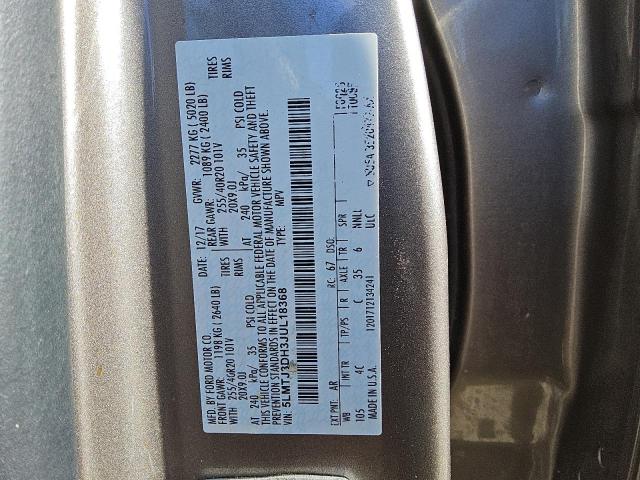 MFD. BY FORD MOTOR CO.
DATE: 12/17 GVWR: 2277 KG ( 5020 LB)
FRONT GAWR: 1198 KG ( 2640 LB) REAR GAWR: 1089 KG ( 2400 LB)
WITH 255/40R20 101V TIRES WITH 255/40R20 101V TIRES
20X9.0J RIMS 20X9.0J RIMS
AT 240 kPa/ 35 PSI COLD AT 240 kPa/ 35 PSI COLD
THIS VEHICLE CONFORMS TO ALL APPLICABLE FEDERAL MOTOR VEHICLE SAFETY AND THEFT
PREVENTION STANDARDS IN EFFECT ON THE DATE OF MANUFACTURE SHOWN ABOVE.
VIN: 5LMTJ3DH3JUL18368 TYPE: MPV
EXT PNT: AR RC: 67 DSO:
WB INT TR TP/PS R AXLE TR SPR
105 4C C 35 6 NNLL
MADE IN U.S.A. 1201712134241 ULC